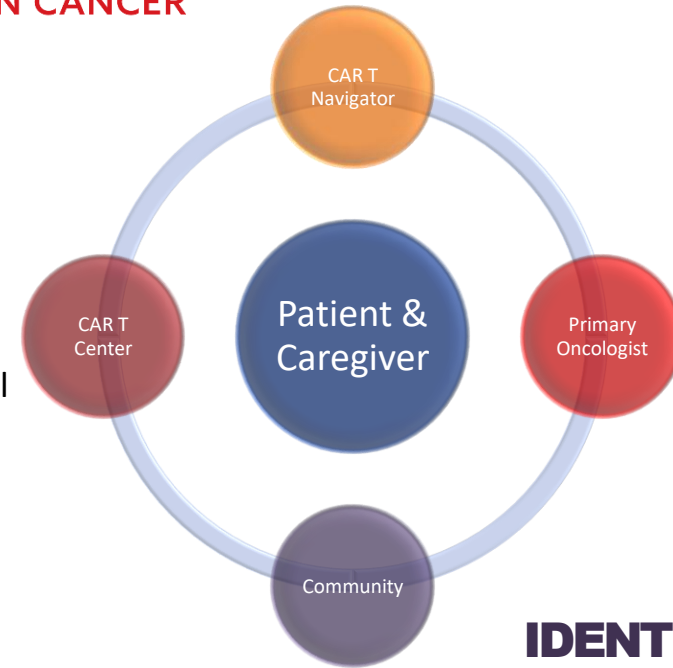 N CANCER
CAR T
Navigator
CAR T
Center
Patient &
Caregiver
Primary
Oncologist
l
Community
IDENT